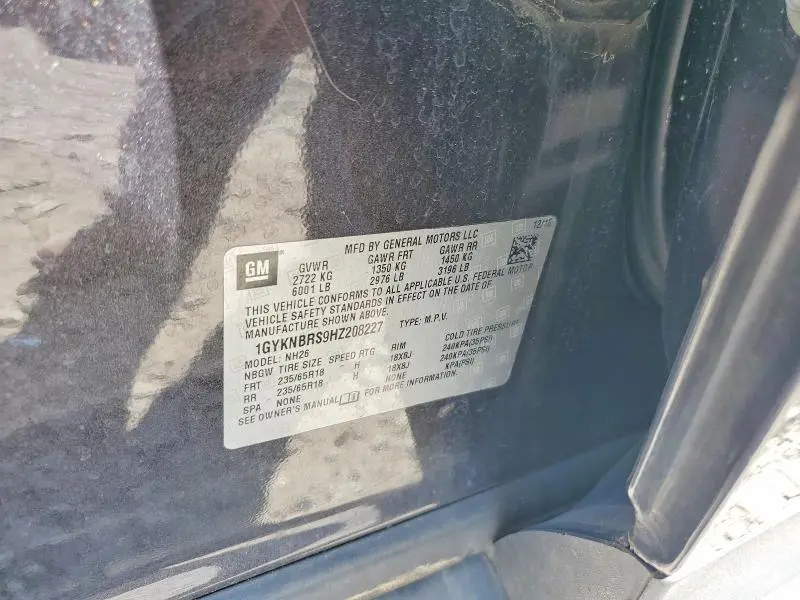 12/16
MFD BY GENERAL MOTORS LLC
GM
GVWR GAWR FRT GAWR RR
2722 KG 1350 KG 1450 KG
6001 LB 2976 LB 3196 LB
THIS VEHICLE CONFORMS TO ALL APPLICABLE U.S. FEDERAL MOTOR
VEHICLE SAFETY STANDARDS IN EFFECT ON THE DATE OF
MANUFACTURE SHOWN ABOVE.
1GYKNBRS9HZ208227 TYPE: M.P.V.
MODEL: NH26
NBGW TIRE SIZE SPEED RTG RIM COLD TIRE PRESSURE
FRT 235/65R18 H 18X8J 240KPA(35PSI)
RR 235/65R18 H 18X8J 240KPA(35PSI)
SPA NONE NONE KPA(PSI)
SEE OWNER'S MANUAL FOR MORE INFORMATION.